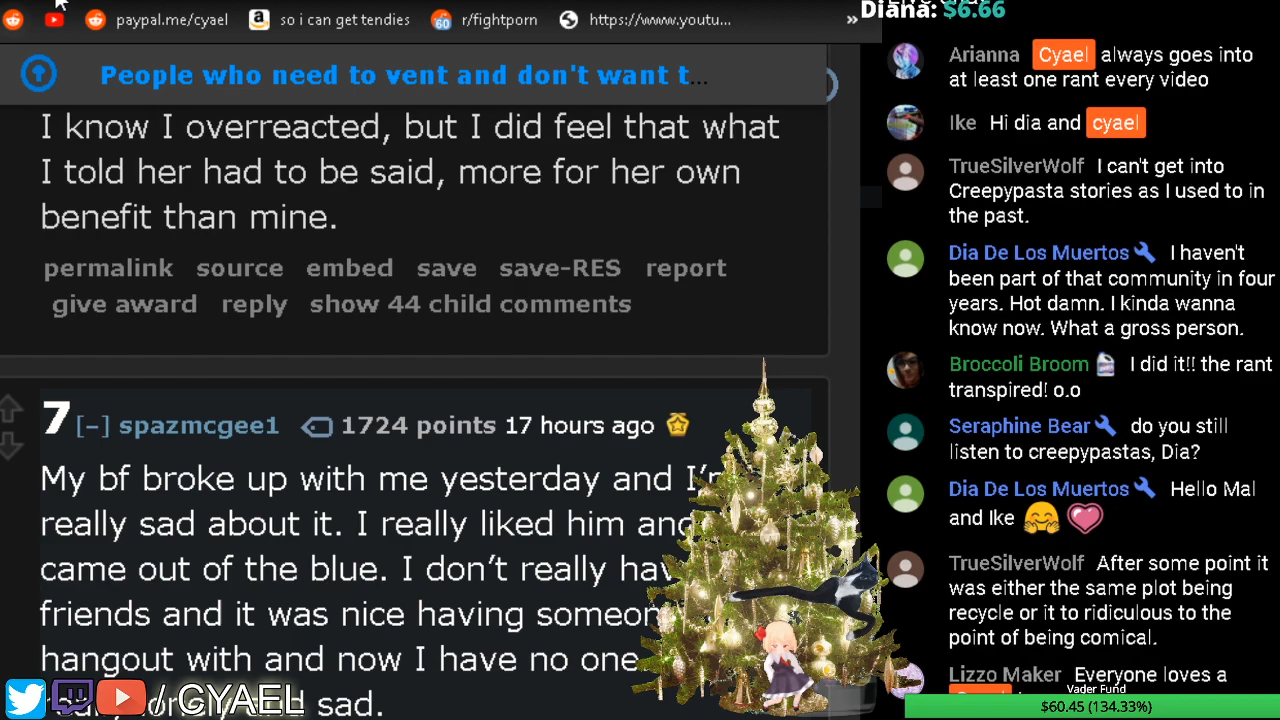 paypal.me/cyael
so i can get tendies
60
r/fightporn
https://www.youtu...
»
People who need to vent and don't want t...
I know I overreacted, but I did feel that what
I told her had to be said, more for her own
benefit than mine.
permalink source embed save save-RES report
give award reply show 44 child comments
7 [–] spazmcgee1 1724 points 17 hours ago
My bf broke up with me yesterday and I'm
really sad about it. I really liked him and
came out of the blue. I don't really hav
friends and it was nice having someon
hangout with and now I have no one
sad.
/ CYAEL
Diana: $6.66
Arianna Cyael always goes into
at least one rant every video
Ike Hi dia and cyael
TrueSilverWolf I can't get into
Creepypasta stories as I used to in
the past.
Dia De Los Muertos I haven't
been part of that community in four
years. Hot damn. I kinda wanna
know now. What a gross person.
Broccoli Broom I did it!! the rant
transpired! o.o
Seraphine Bear do you still
listen to creepypastas, Dia?
Dia De Los Muertos Hello Mal
and Ike
TrueSilverWolf After some point it
was either the same plot being
recycle or it to ridiculous to the
point of being comical.
Lizzo Maker Everyone loves a
Vader Fund
$60.45 (134.33%)